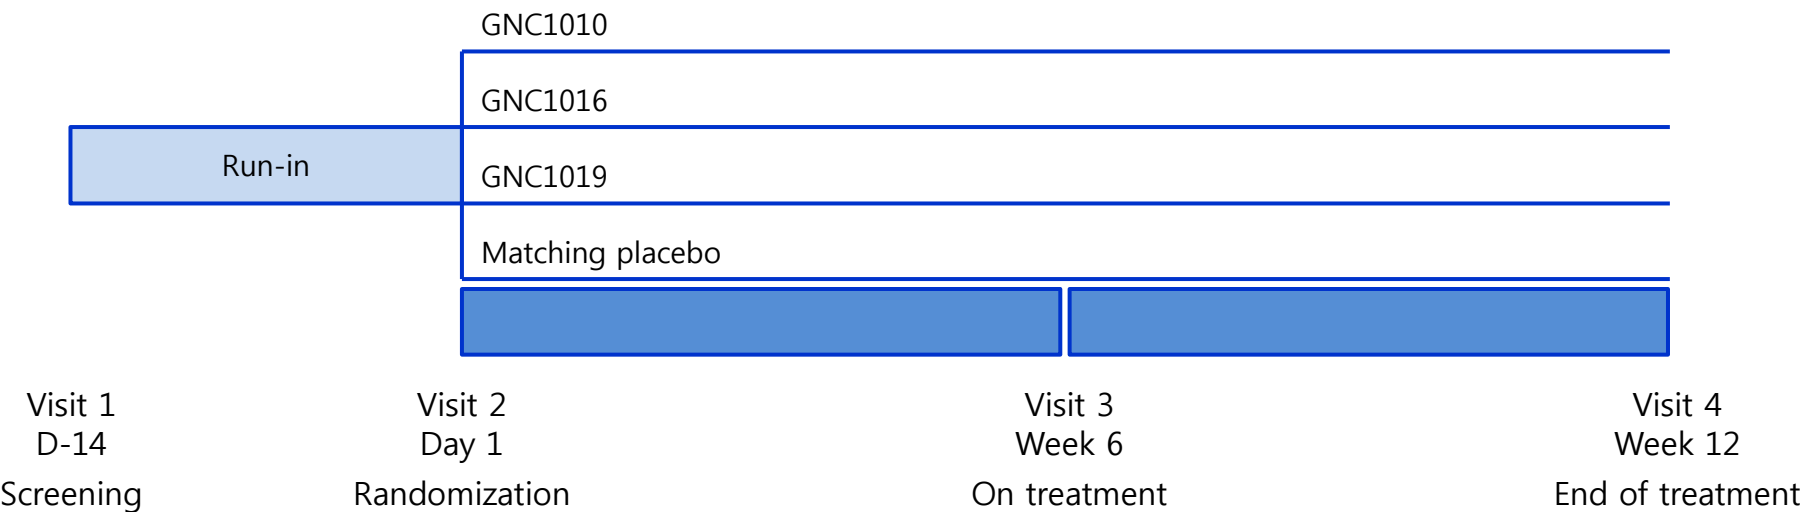 GNC1010
GNC1016
Run-in
GNC1019
Matching placebo
Visit 1
D-14
Screening
Visit 2
Day 1
Randomization
Visit 3
Week 6
On treatment
Visit 4
Week 12
End of treatment